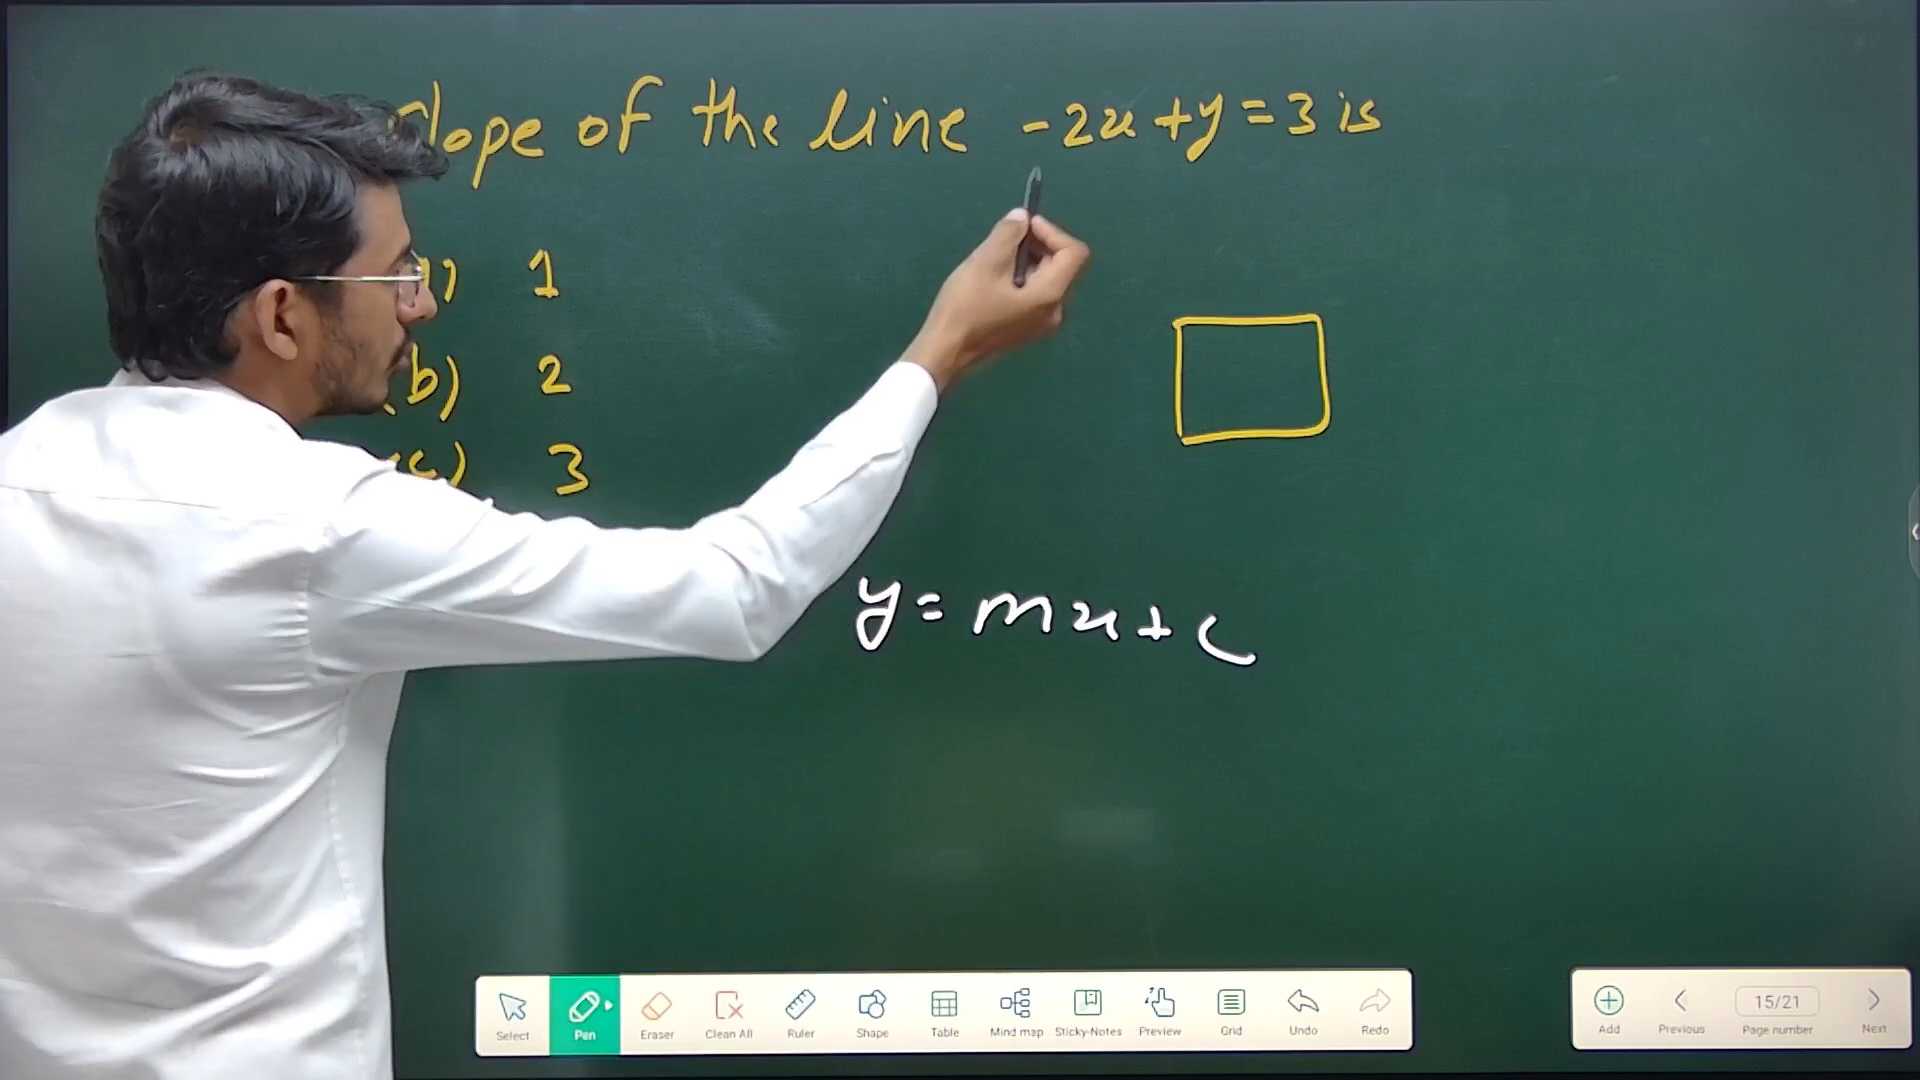 of the line -2x+y=3 is
1
b) 2
3
y=mx+c
Select Pen Eraser Clean All Ruler Shape Table Mind map Sticky-Notes Preview Grid Undo Redo
Add Previous 15/21 Page number Next